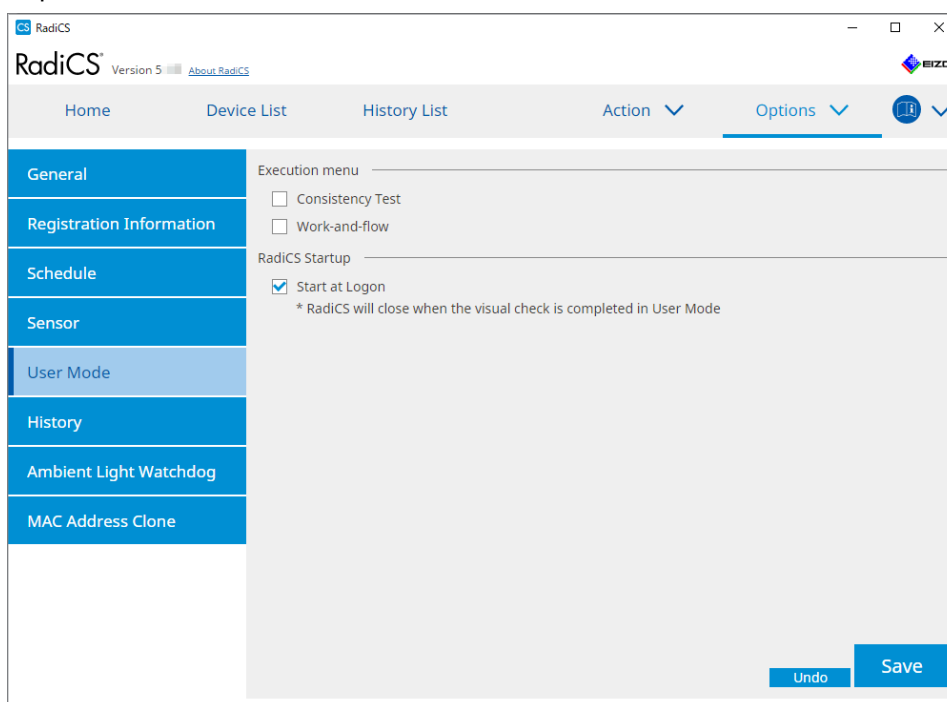 CS RadiCS
RadiCS® Version 5 About RadiCS
EIZO
Home Device List History List Action Options
General
Registration Information
Schedule
Sensor
User Mode
History
Ambient Light Watchdog
MAC Address Clone
Execution menu
Consistency Test
Work-and-flow
RadiCS Startup
Start at Logon
* RadiCS will close when the visual check is completed in User Mode
Undo
Save